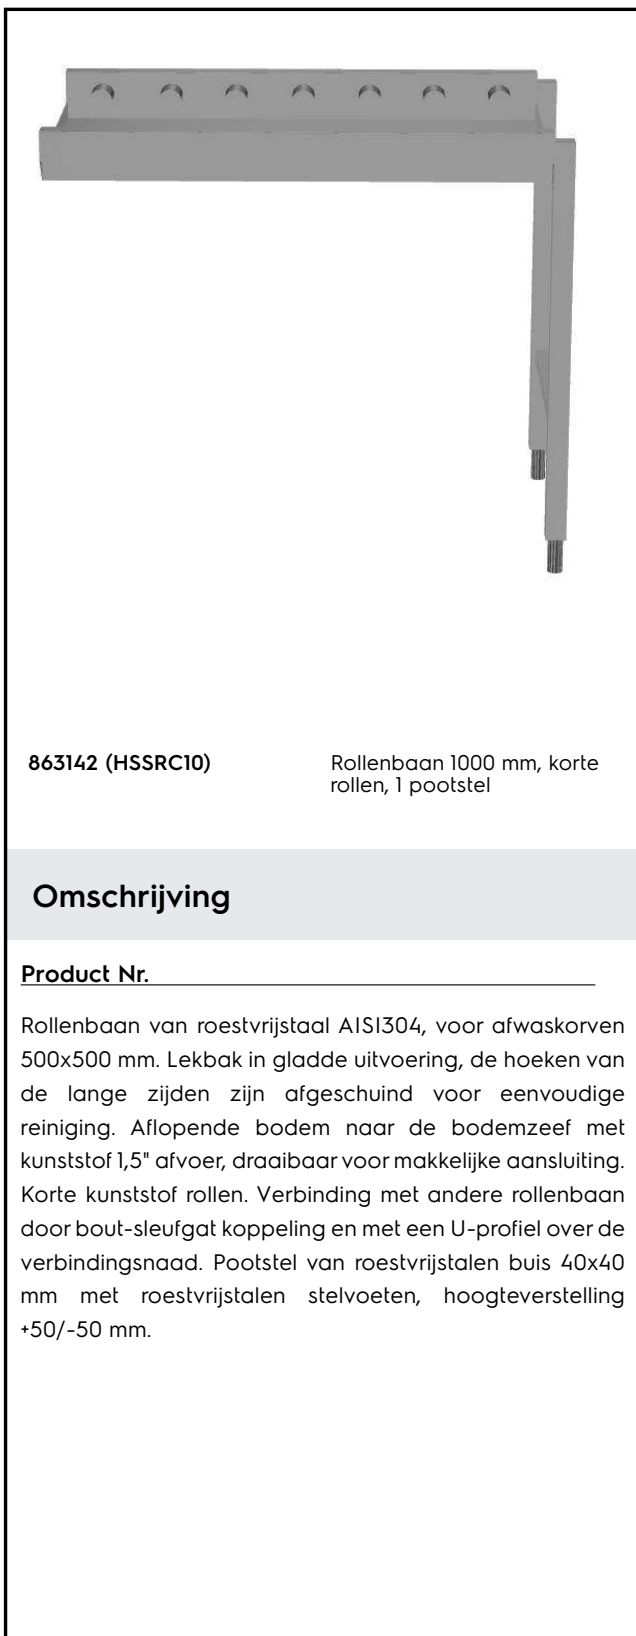 863142 (HSSRC10)
Rollenbaan 1000 mm, korte
rollen, 1 pootstel
Omschrijving
Product Nr.
Rollenbaan van roestvrijstaal AISI304, voor afwaskorven
500x500 mm. Lekbak in gladde uitvoering, de hoeken van
de lange zijden zijn afgeschuind voor eenvoudige
reiniging. Aflopende bodem naar de bodemzeef met
kunststof 1,5" afvoer, draaibaar voor makkelijke aansluiting.
Korte kunststof rollen. Verbinding met andere rollenbaan
door bout-sleufgat koppeling en met een U-profiel over de
verbindingsnaad. Pootstel van roestvrijstalen buis 40x40
mm met roestvrijstalen stelvoeten, hoogteverstelling
+50/-50 mm.